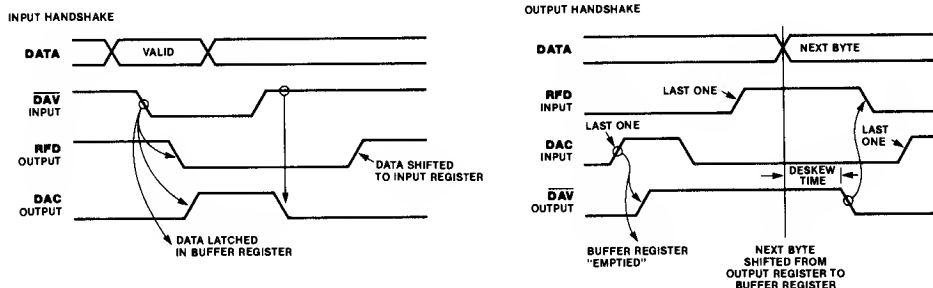 INPUT HANDSHAKE
DATA
VALID
DAV
INPUT
RFD
OUTPUT
DATA SHIFTED
TO INPUT REGISTER
DAC
OUTPUT
DATA LATCHED
IN BUFFER REGISTER
OUTPUT HANDSHAKE
DATA
NEXT BYTE
RFD
INPUT
LAST ONE
DAC
INPUT
LAST ONE
LAST
ONE
DESKEW
TIME
DAV
OUTPUT
BUFFER REGISTER
"EMPTIED"
NEXT BYTE
SHIFTED FROM
OUTPUT REGISTER TO
BUFFER REGISTER